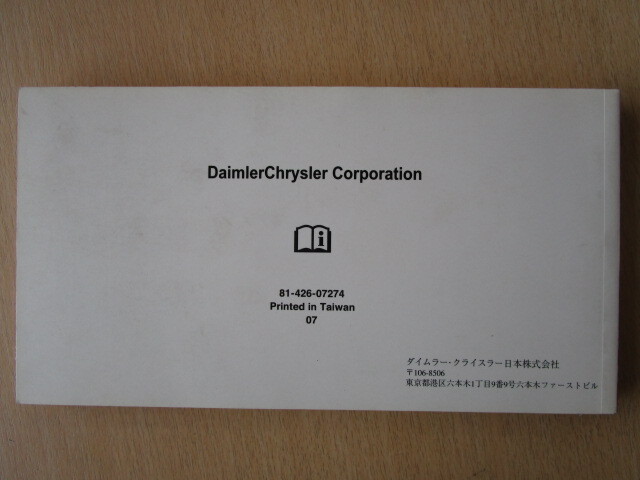 DaimlerChrysler Corporation
i
81-426-07274
Printed in Taiwan
07
ダイムラー・クライスラー日本株式会社
〒106-8506
東京都港区六本木1丁目9番9号六本木ファーストビル